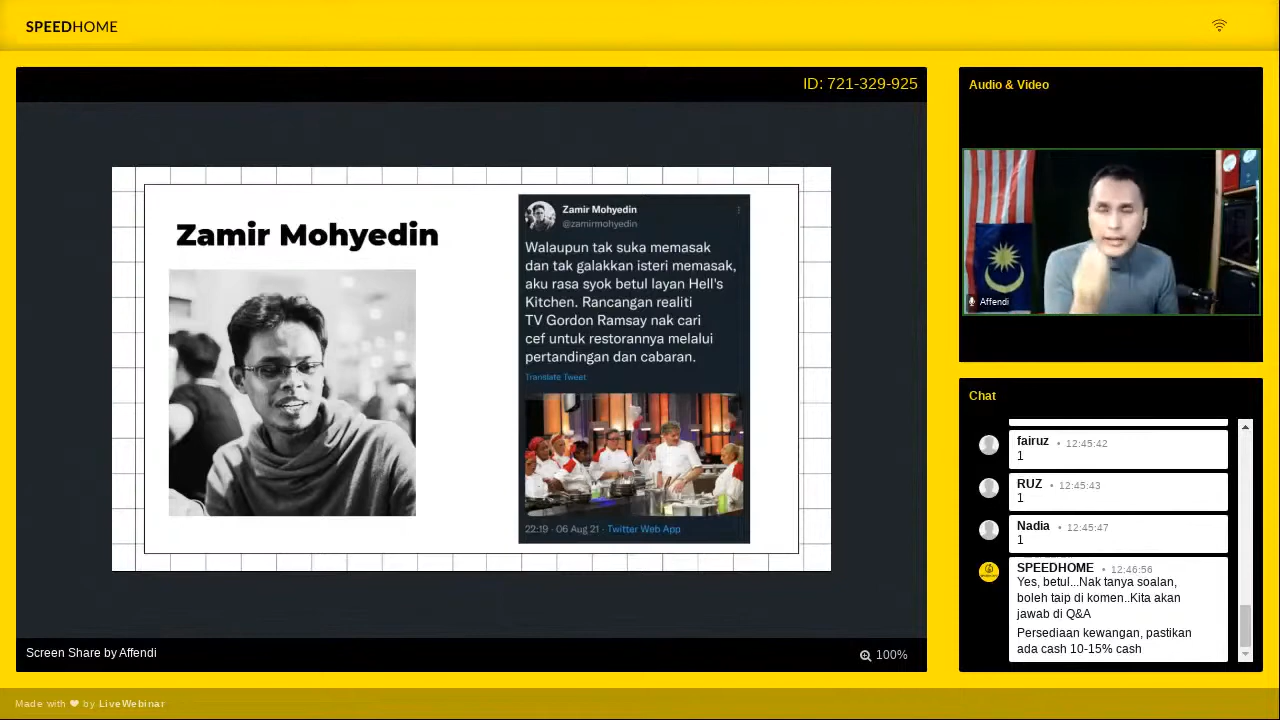 SPEEDHOME
ID: 721-329-925
Zamir Mohyedin
Zamir Mohyedin
@zamirmohyedin
Walaupun tak suka memasak
dan tak galakkan isteri memasak,
aku rasa syok betul layan Hell's
Kitchen. Rancangan realiti
TV Gordon Ramsay nak cari
cef untuk restorannya melalui
pertandingan dan cabaran.
Translate Tweet
22:19 · 06 Aug 21 · Twitter Web App
Screen Share by Affendi
100%
Audio & Video
Affendi
Chat
fairuz • 12:45:42
1
RUZ • 12:45:43
1
Nadia • 12:45:47
1
SPEEDHOME • 12:46:56
Yes, betul...Nak tanya soalan,
boleh taip di komen..Kita akan
jawab di Q&A
Persediaan kewangan, pastikan
ada cash 10-15% cash
Made with ❤ by LiveWebinar